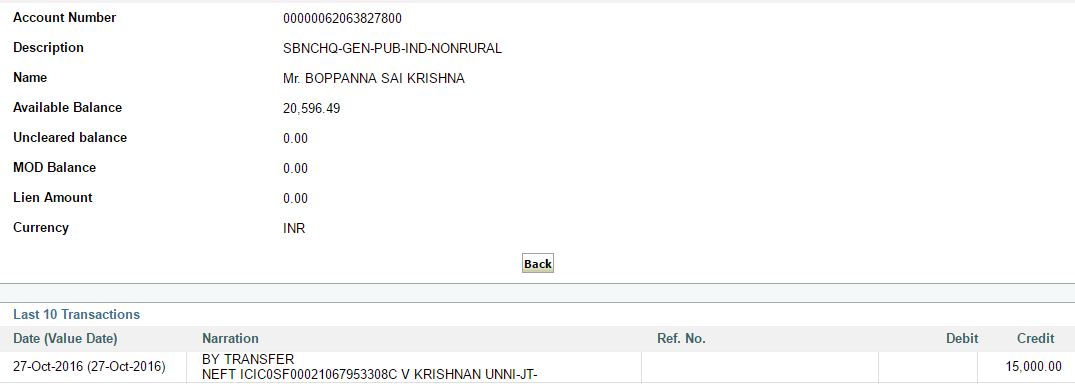 Account Number 00000062063827800
Description SBNCHQ-GEN-PUB-IND-NONRURAL
Name Mr. BOPPANNA SAI KRISHNA
Available Balance 20,596.49
Uncleared balance 0.00
MOD Balance 0.00
Lien Amount 0.00
Currency INR
Back
Last 10 Transactions
Date (Value Date) Narration Ref. No. Debit Credit
27-Oct-2016 (27-Oct-2016) BY TRANSFER 15,000.00
NEFT ICIC0SF00021067953308C V KRISHNAN UNNI-JT-